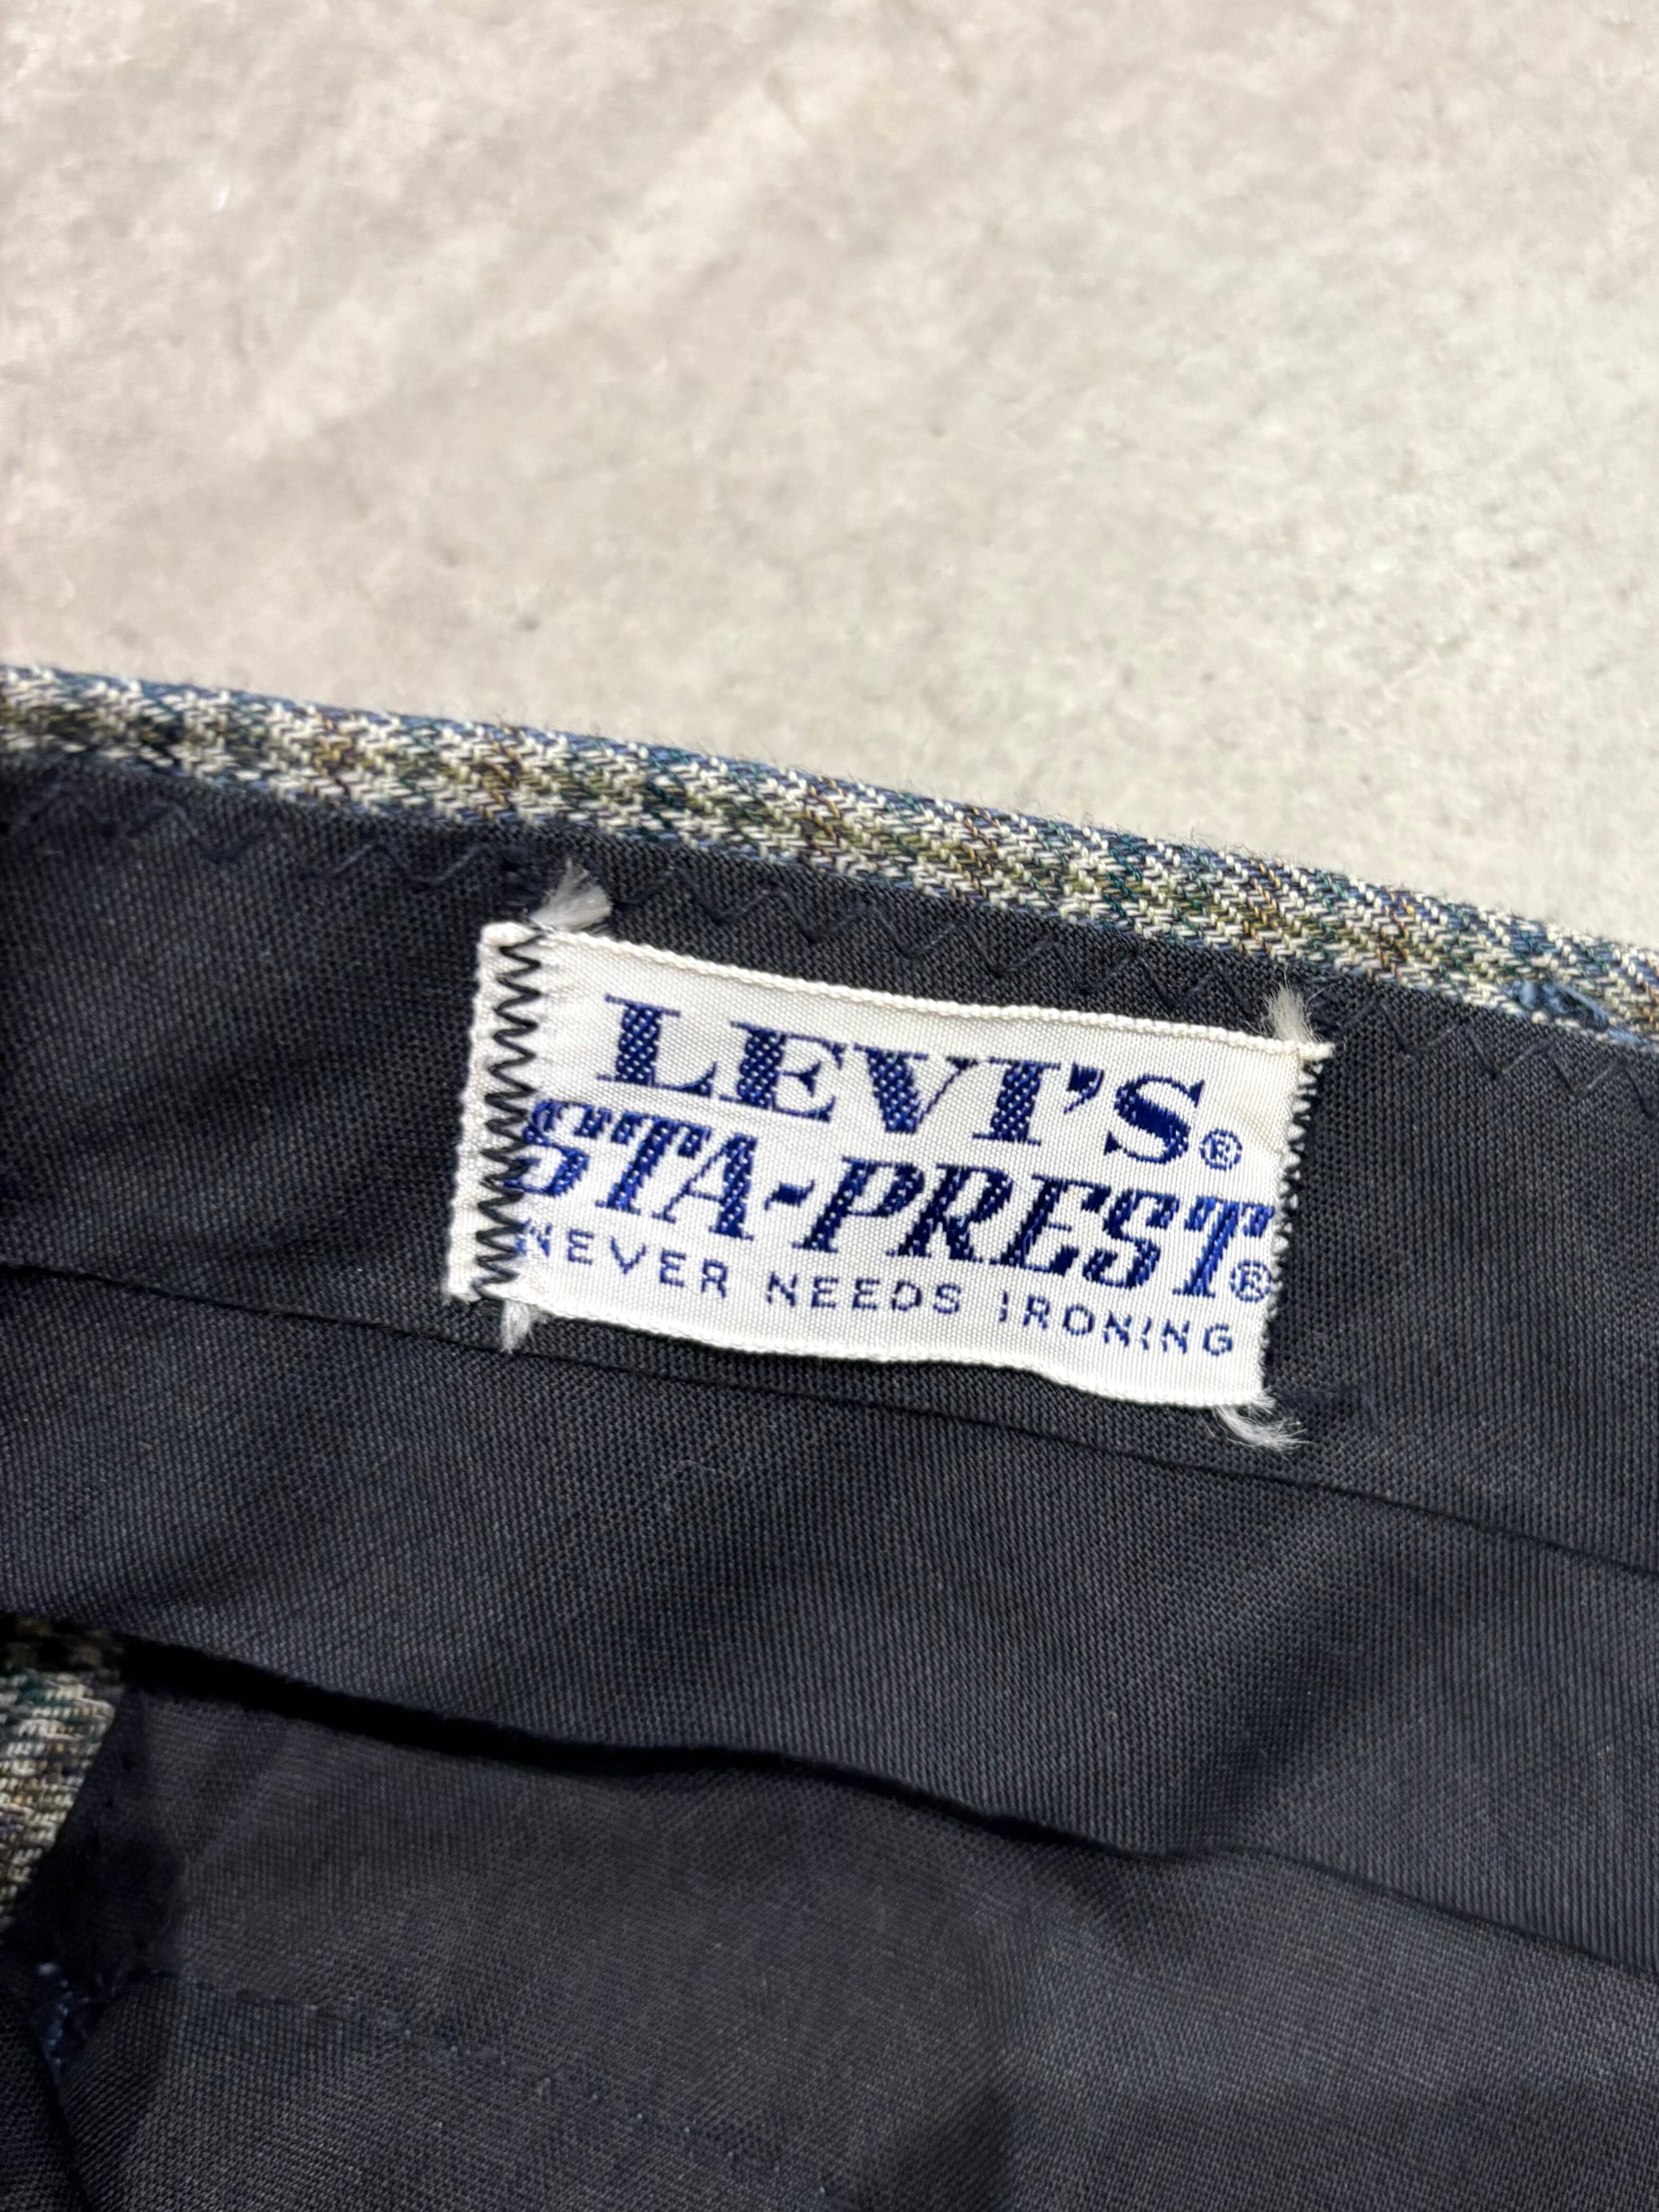 LEVI'S®
STA-PREST®
NEVER NEEDS IRONING